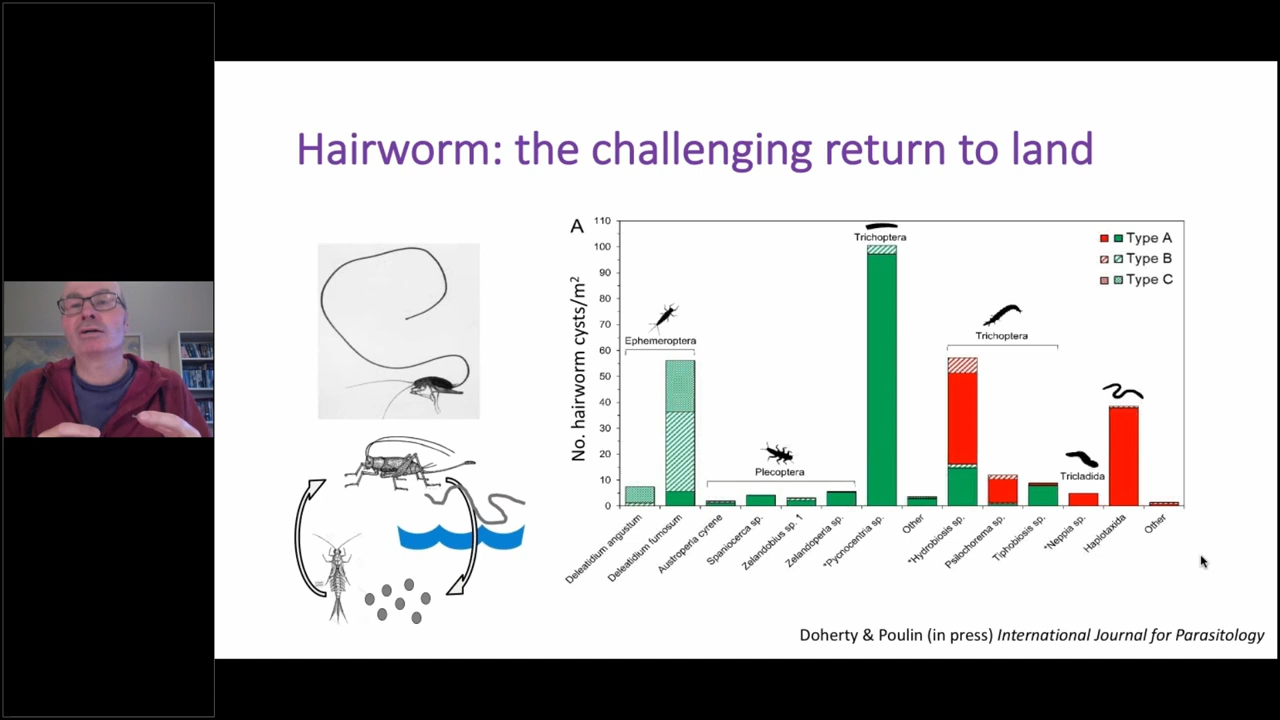 Hairworm: the challenging return to land
A
No. hairworm cysts/m²
110
100
90
80
70
60
50
40
30
20
10
0
Ephemeroptera
Plecoptera
Trichoptera
Trichoptera
Tricladida
Type A
Type B
Type C
Deleatidium angustum
Deleatidium fumosum
Austroperla cyrene
Spaniocerca sp.
Zelandobius sp. 1
Zelandoperla sp.
*Pycnocentria sp.
Other
*Hydrobiosis sp.
Psilochorema sp.
Tiphobiosis sp.
*Neppia sp.
Haplotaxida
Other
Doherty & Poulin (in press) International Journal for Parasitology